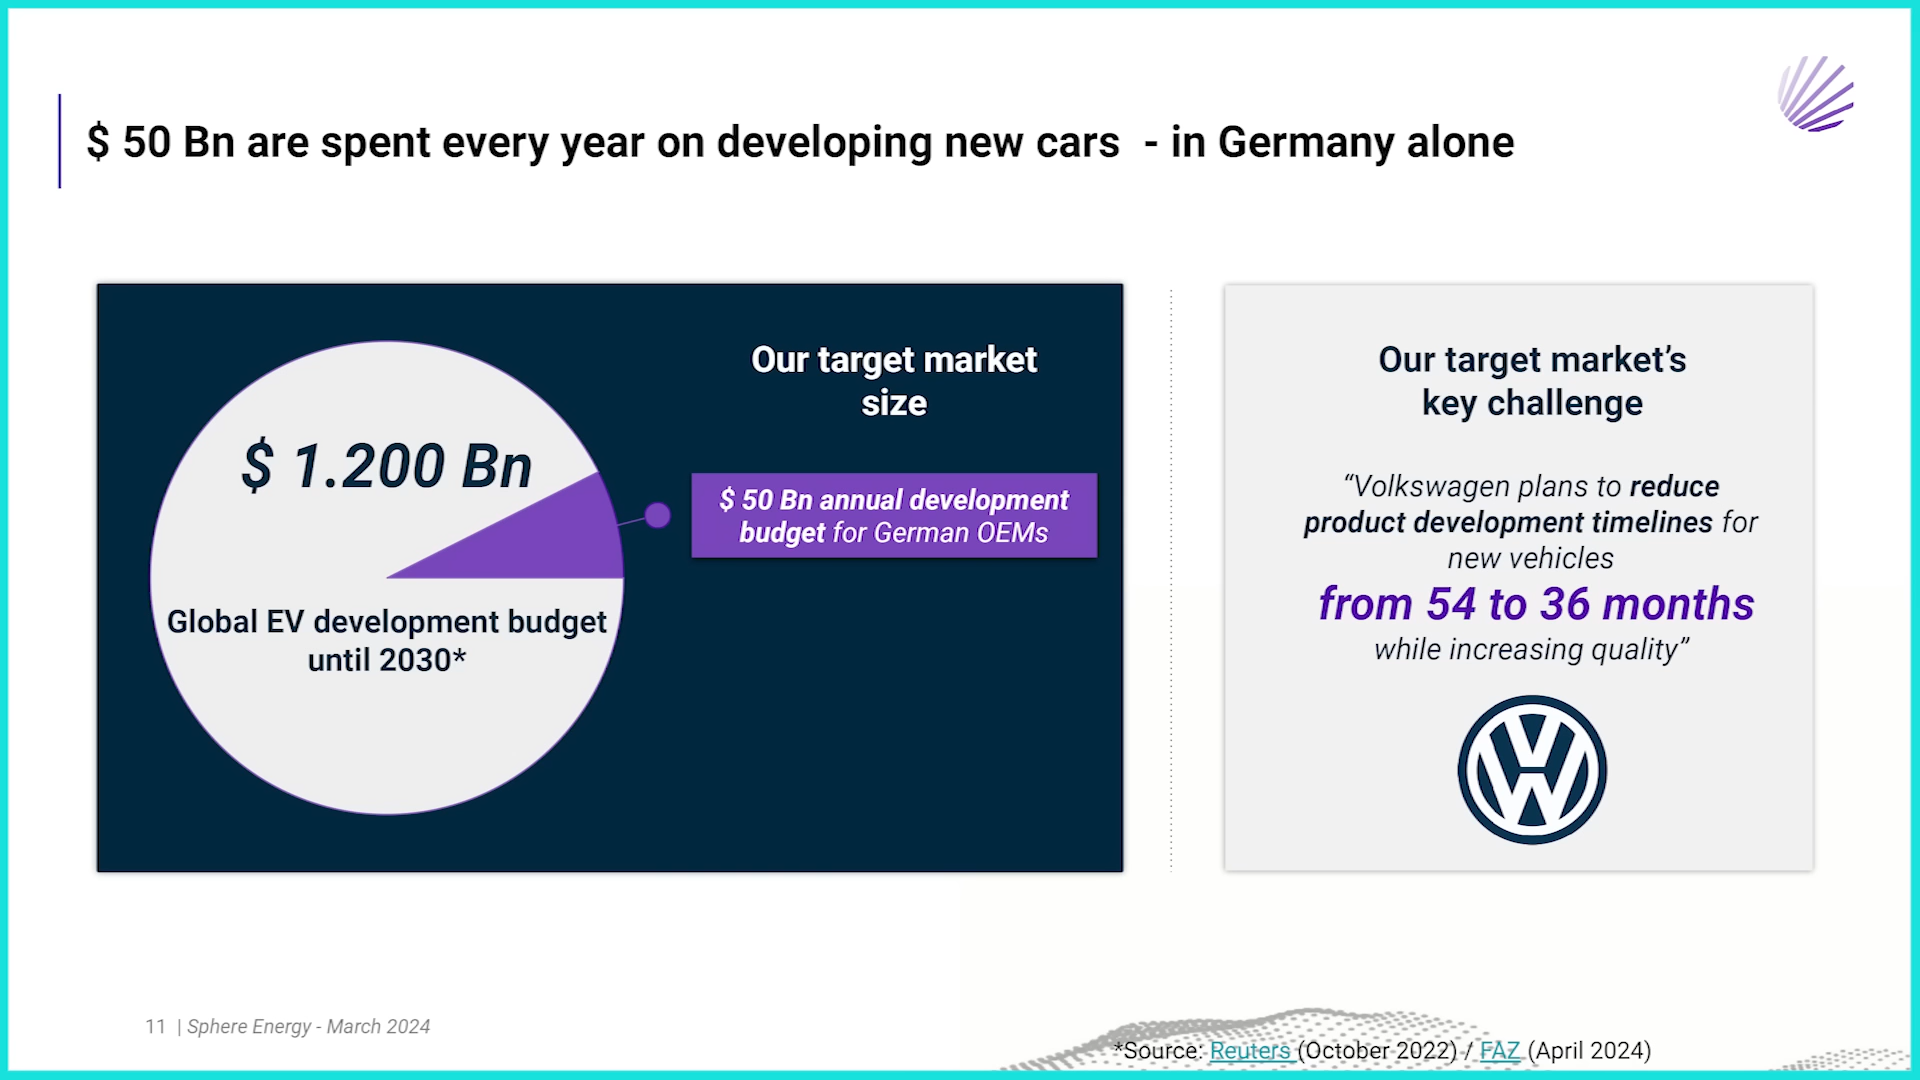 $ 50 Bn are spent every year on developing new cars - in Germany alone
$ 1.200 Bn
Global EV development budget
until 2030*
Our target market
size
$ 50 Bn annual development
budget for German OEMs
Our target market’s
key challenge
“Volkswagen plans to reduce
product development timelines for
new vehicles
from 54 to 36 months
while increasing quality”
11 | Sphere Energy - March 2024
*Source: Reuters (October 2022) / FAZ (April 2024)